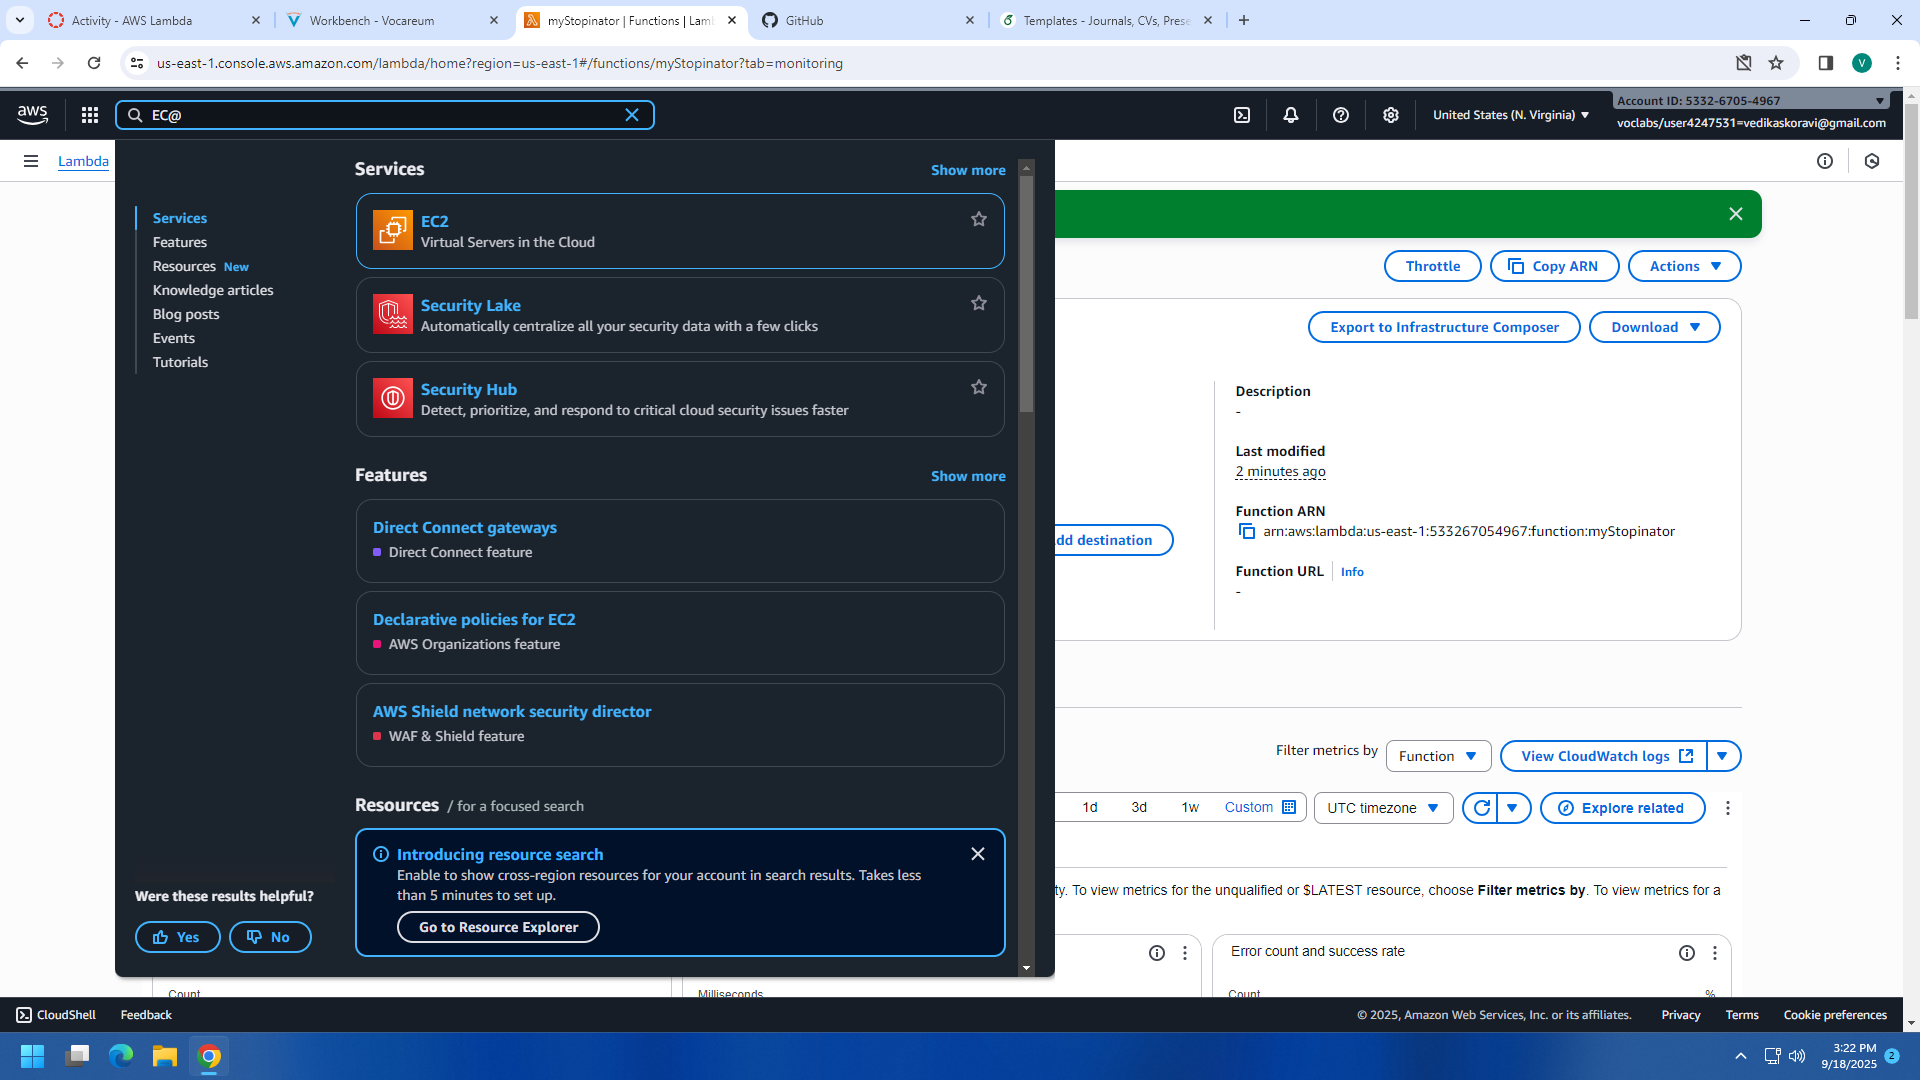 Activity - AWS Lambda
Workbench - Vocareum
myStopinator | Functions | Lamb
GitHub
Templates - Journals, CVs, Prese
us-east-1.console.aws.amazon.com/lambda/home?region=us-east-1#/functions/myStopinator?tab=monitoring
V
aws
EC@
United States (N. Virginia)
Account ID: 5332-6705-4967
voclabs/user4247531=vedikaskoravi@gmail.com
Lambda
Services
Features
Resources New
Knowledge articles
Blog posts
Events
Tutorials
Services
Show more
EC2
Virtual Servers in the Cloud
Security Lake
Automatically centralize all your security data with a few clicks
Security Hub
Detect, prioritize, and respond to critical cloud security issues faster
Features
Show more
Direct Connect gateways
Direct Connect feature
Declarative policies for EC2
AWS Organizations feature
AWS Shield network security director
WAF & Shield feature
Resources / for a focused search
Introducing resource search
Enable to show cross-region resources for your account in search results. Takes less
than 5 minutes to set up.
Go to Resource Explorer
Were these results helpful?
Yes
No
Throttle
Copy ARN
Actions
Export to Infrastructure Composer
Download
Description
-
Last modified
2 minutes ago
Function ARN
arn:aws:lambda:us-east-1:533267054967:function:myStopinator
Function URL
Info
-
dd destination
Filter metrics by
Function
View CloudWatch logs
1d
3d
1w
Custom
UTC timezone
Explore related
ty. To view metrics for the unqualified or $LATEST resource, choose Filter metrics by. To view metrics for a
Error count and success rate
Count
Milliseconds
Count
%
CloudShell
Feedback
© 2025, Amazon Web Services, Inc. or its affiliates.
Privacy
Terms
Cookie preferences
3:22 PM
9/18/2025
2